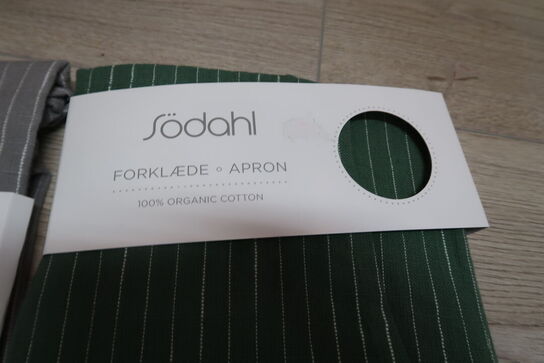 Södahl
FORKLÆDE ◦ APRON
100% ORGANIC COTTON